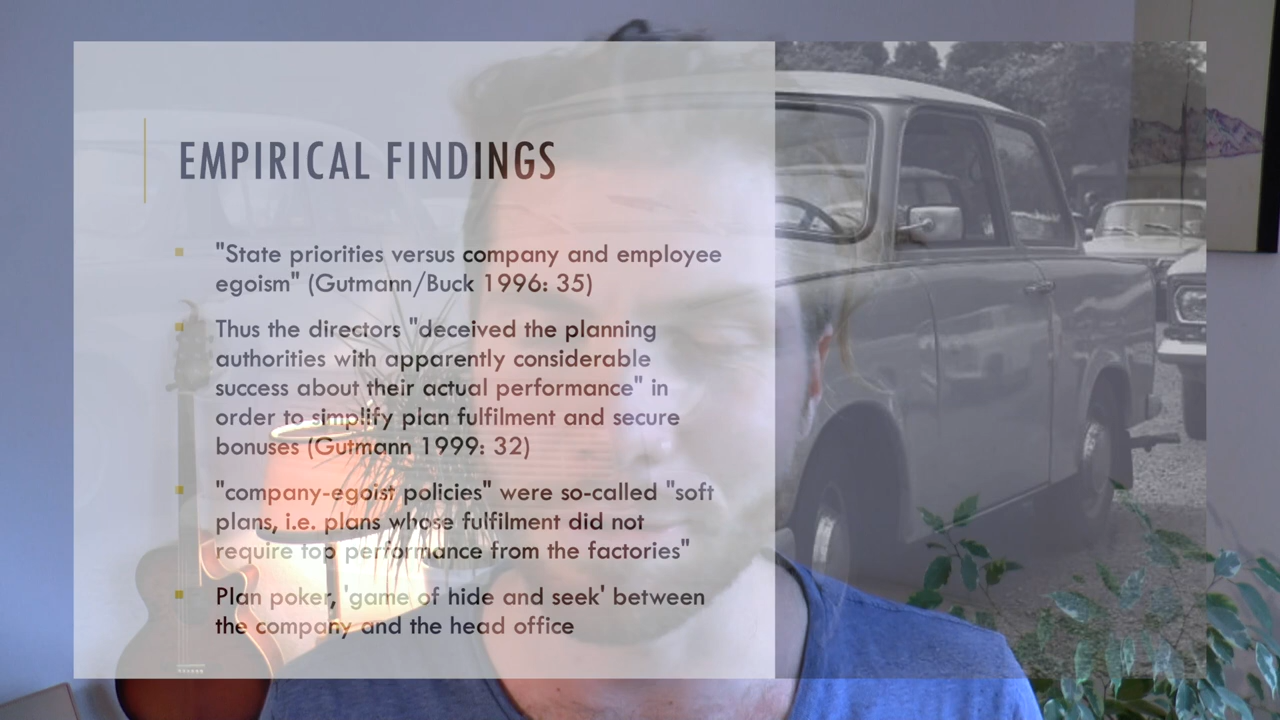 EMPIRICAL FINDINGS
"State priorities versus company and employee
egoism" (Gutmann/Buck 1996: 35)
Thus the directors "deceived the planning
authorities with apparently considerable
success about their actual performance" in
order to simplify plan fulfilment and secure
bonuses (Gutmann 1999: 32)
"company-egoist policies" were so-called "soft
plans, i.e. plans whose fulfilment did not
require top performance from the factories"
Plan poker, 'game of hide and seek' between
the company and the head office